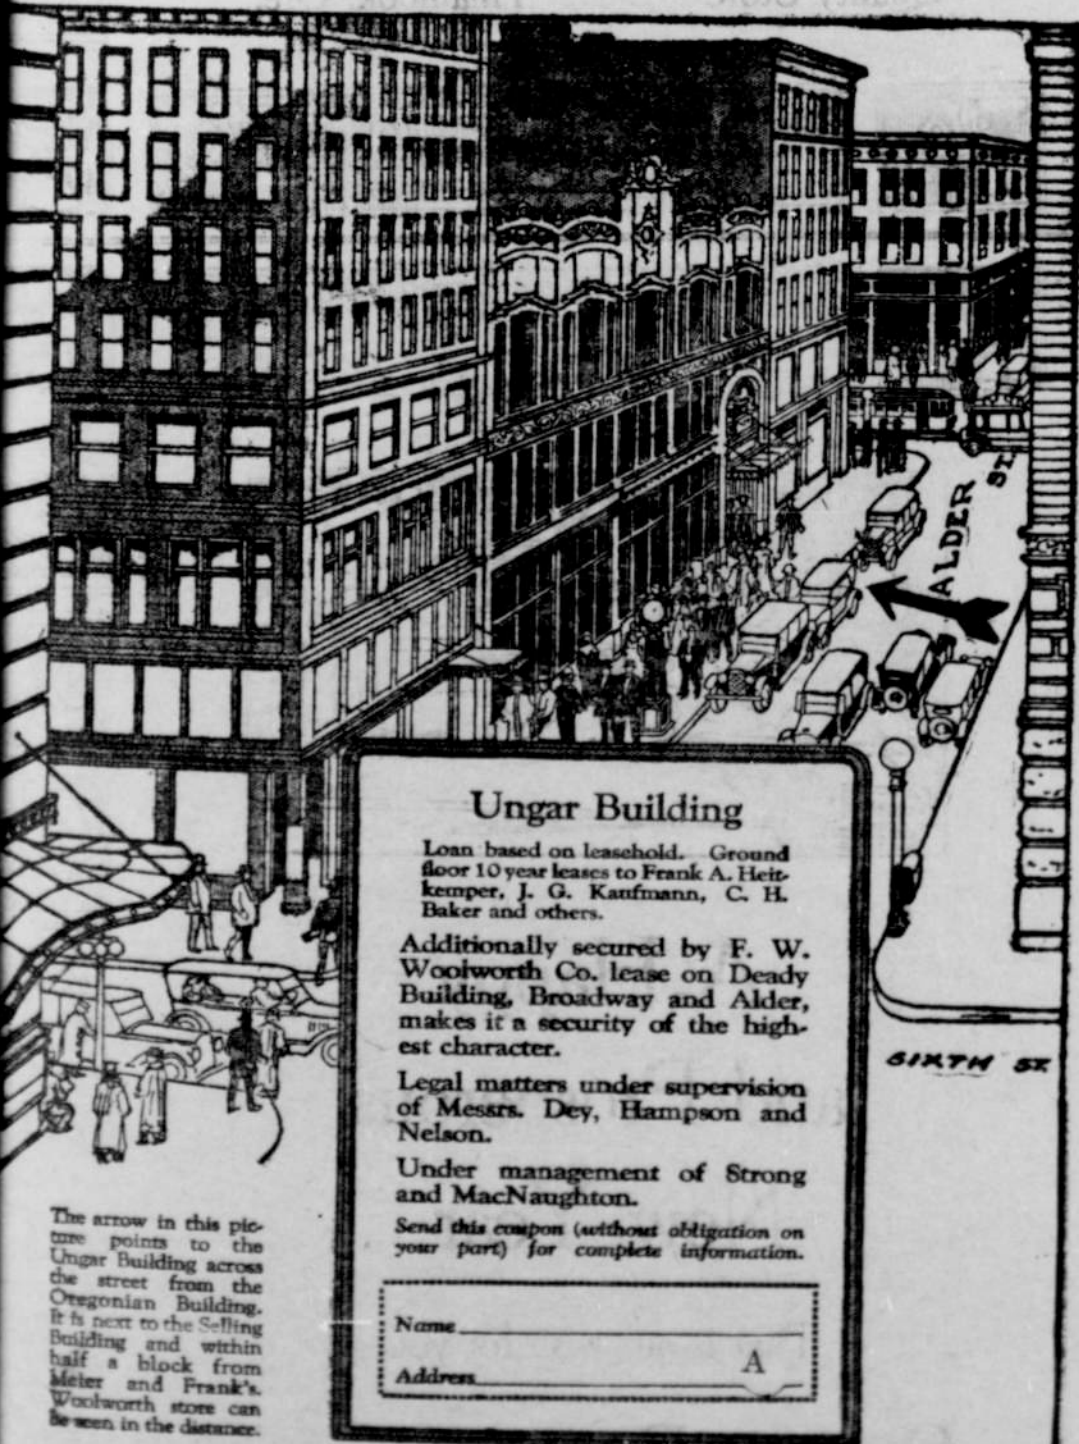 ALDER ST.
SIXTH ST.
Ungar Building
Loan based on leasehold. Ground
floor 10 year leases to Frank A. Heit-
kemper, J. G. Kaufmann, C. H.
Baker and others.
Additionally secured by F. W.
Woolworth Co. lease on Deady
Building, Broadway and Alder,
makes it a security of the high-
est character.
Legal matters under supervision
of Messrs. Dey, Hampson and
Nelson.
Under management of Strong
and MacNaughton.
Send this coupon (without obligation on
your part) for complete information.
Name
Address A
The arrow in this pic-
ture points to the
Ungar Building across
the street from the
Oregonian Building.
It is next to the Selling
Building and within
half a block from
Meier and Frank's.
Woolworth store can
be seen in the distance.